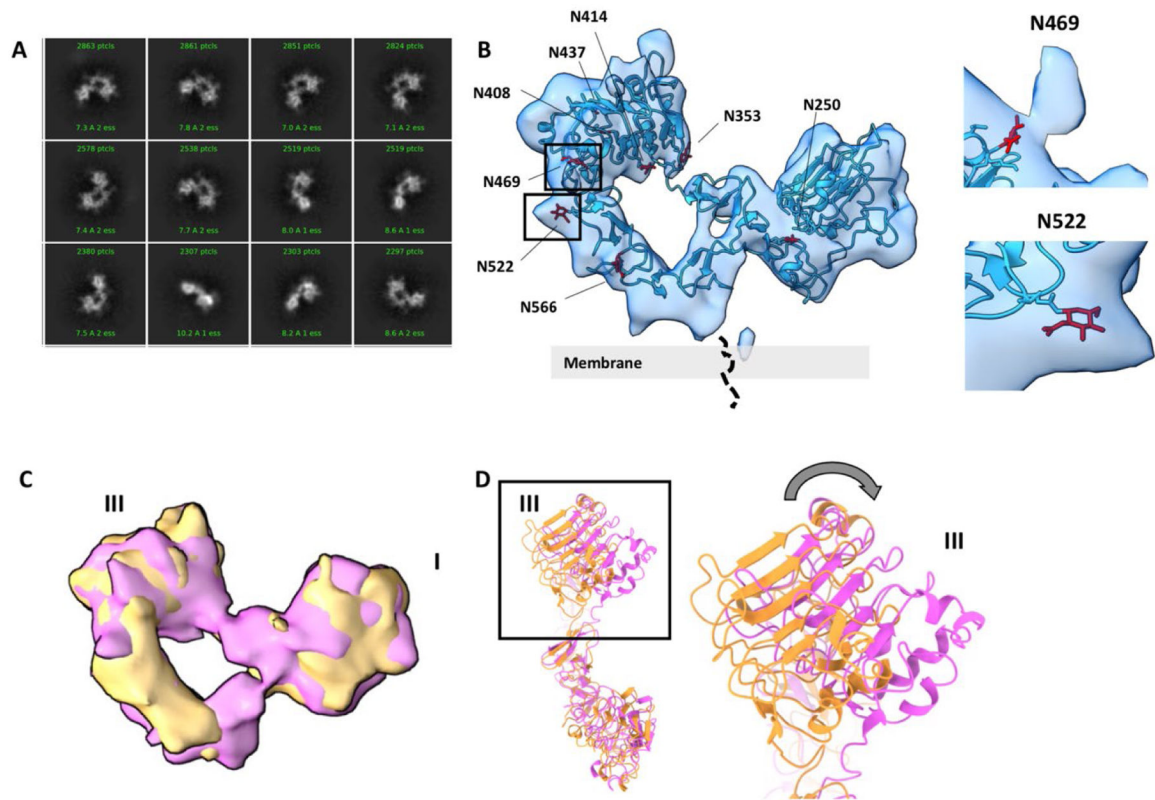 A
2863 ptcls
2861 ptcls
2851 ptcls
2824 ptcls
7.3 A 2 ess
7.8 A 2 ess
7.0 A 2 ess
7.1 A 2 ess
2578 ptcls
2538 ptcls
2519 ptcls
2519 ptcls
7.4 A 2 ess
7.7 A 2 ess
8.0 A 1 ess
8.6 A 1 ess
2380 ptcls
2307 ptcls
2303 ptcls
2297 ptcls
7.5 A 2 ess
10.2 A 1 ess
8.2 A 1 ess
8.6 A 2 ess
B
N414
N437
N408
N353
N250
N469
N522
N566
Membrane
N469
N522
C
III
I
D
III
III